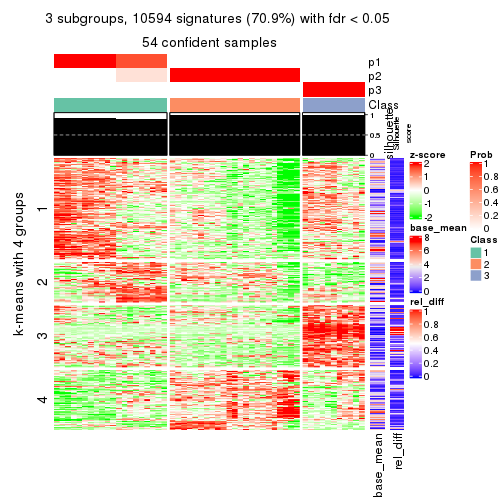 3 subgroups, 10594 signatures (70.9%) with fdr < 0.05
54 confident samples
p1
p2
p3
Class
1
0.5
0
silhouette
Silhouette
score
k-means with 4 groups
1
2
3
4
base_mean
rel_diff
z-score
2
1
0
-1
-2
base_mean
8
6
4
2
0
rel_diff
1
0.8
0.6
0.4
0.2
0
Prob
1
0.8
0.6
0.4
0.2
0
Class
1
2
3